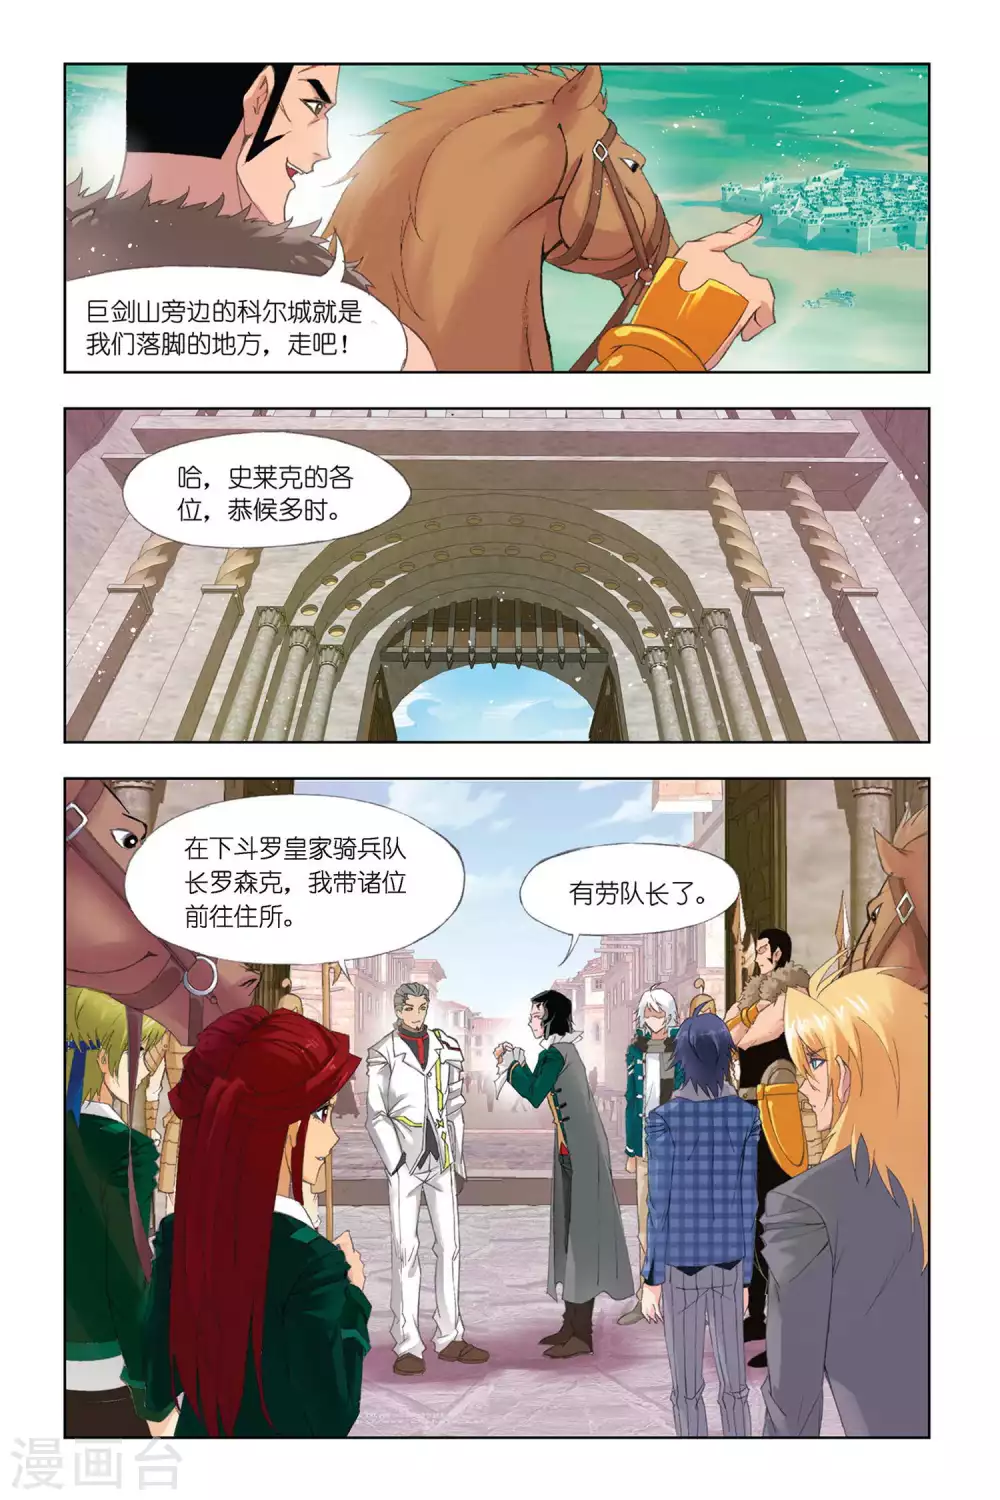 巨剑山旁边的科尔城就是
我们落脚的地方，走吧！
哈，史莱克的各
位，恭候多时。
在下斗罗皇家骑兵队
长罗森克，我带诸位
前往住所。
有劳队长了。
漫画台